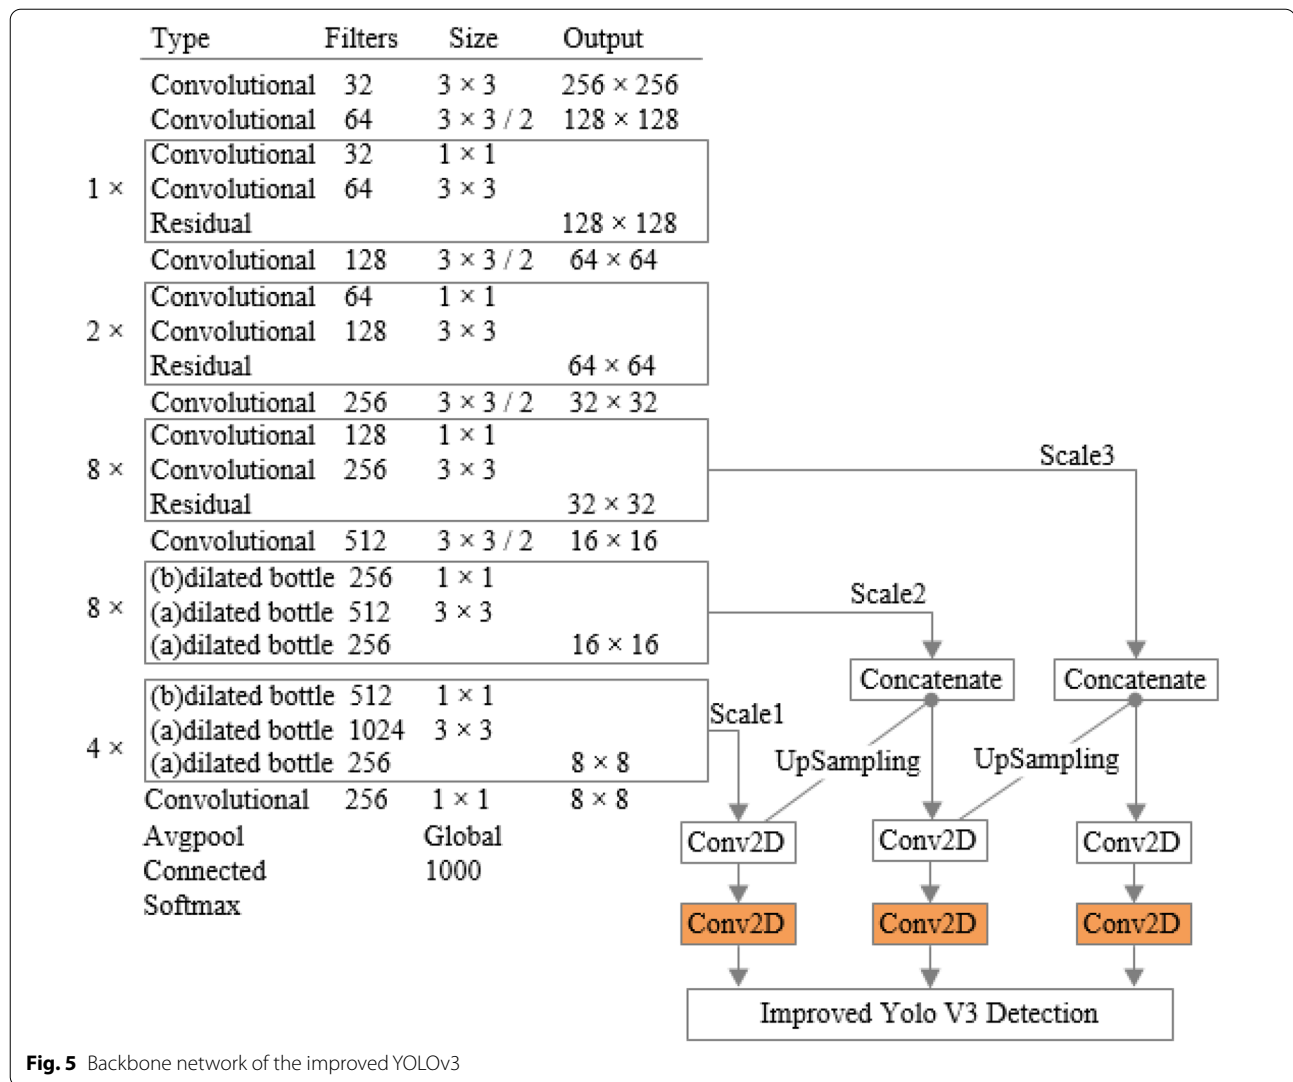 Type Filters Size Output
Convolutional 32 3 × 3 256 × 256
Convolutional 64 3 × 3 / 2 128 × 128
Convolutional 32 1 × 1
1 × Convolutional 64 3 × 3
Residual 128 × 128
Convolutional 128 3 × 3 / 2 64 × 64
Convolutional 64 1 × 1
2 × Convolutional 128 3 × 3
Residual 64 × 64
Convolutional 256 3 × 3 / 2 32 × 32
Convolutional 128 1 × 1
8 × Convolutional 256 3 × 3
Residual 32 × 32
Convolutional 512 3 × 3 / 2 16 × 16
(b)dilated bottle 256 1 × 1
8 × (a)dilated bottle 512 3 × 3
(a)dilated bottle 256 16 × 16
(b)dilated bottle 512 1 × 1
4 × (a)dilated bottle 1024 3 × 3
(a)dilated bottle 256 8 × 8
Convolutional 256 1 × 1 8 × 8
Avgpool Global
Connected 1000
Softmax
Scale3
Scale2
Scale1
Concatenate Concatenate
UpSampling UpSampling
Conv2D Conv2D Conv2D
Conv2D Conv2D Conv2D
Improved Yolo V3 Detection
Fig. 5 Backbone network of the improved YOLOv3